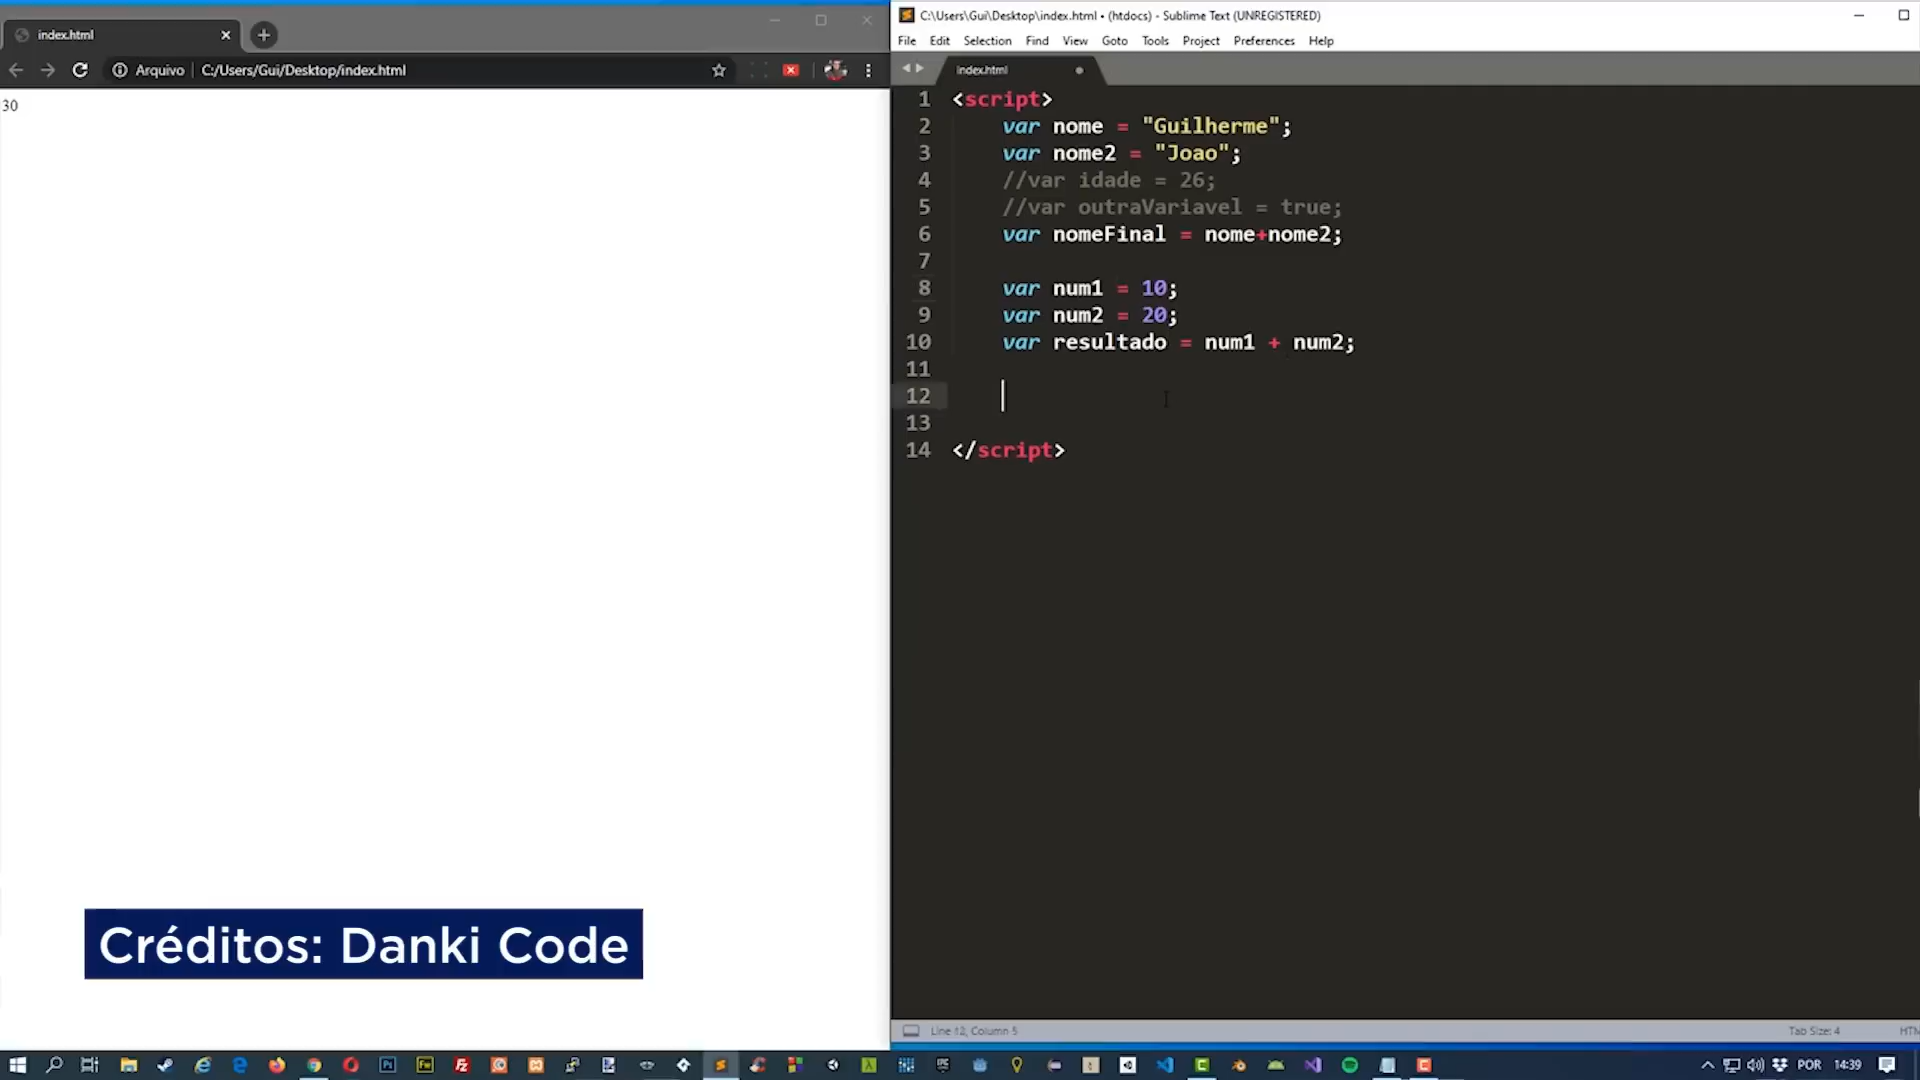 index.html
Arquivo
C:/Users/Gui/Desktop/index.html
30
Créditos: Danki Code
C:\Users\Gui\Desktop\index.html • (htdocs) - Sublime Text (UNREGISTERED)
File Edit Selection Find View Goto Tools Project Preferences Help
index.html
1 <script>
2 var nome = "Guilherme";
3 var nome2 = "Joao";
4 //var idade = 26;
5 //var outraVariavel = true;
6 var nomeFinal = nome+nome2;
7
8 var num1 = 10;
9 var num2 = 20;
10 var resultado = num1 + num2;
11
12
13
14 </script>
Line 12, Column 5
Tab Size: 4
HTM
POR
14:39